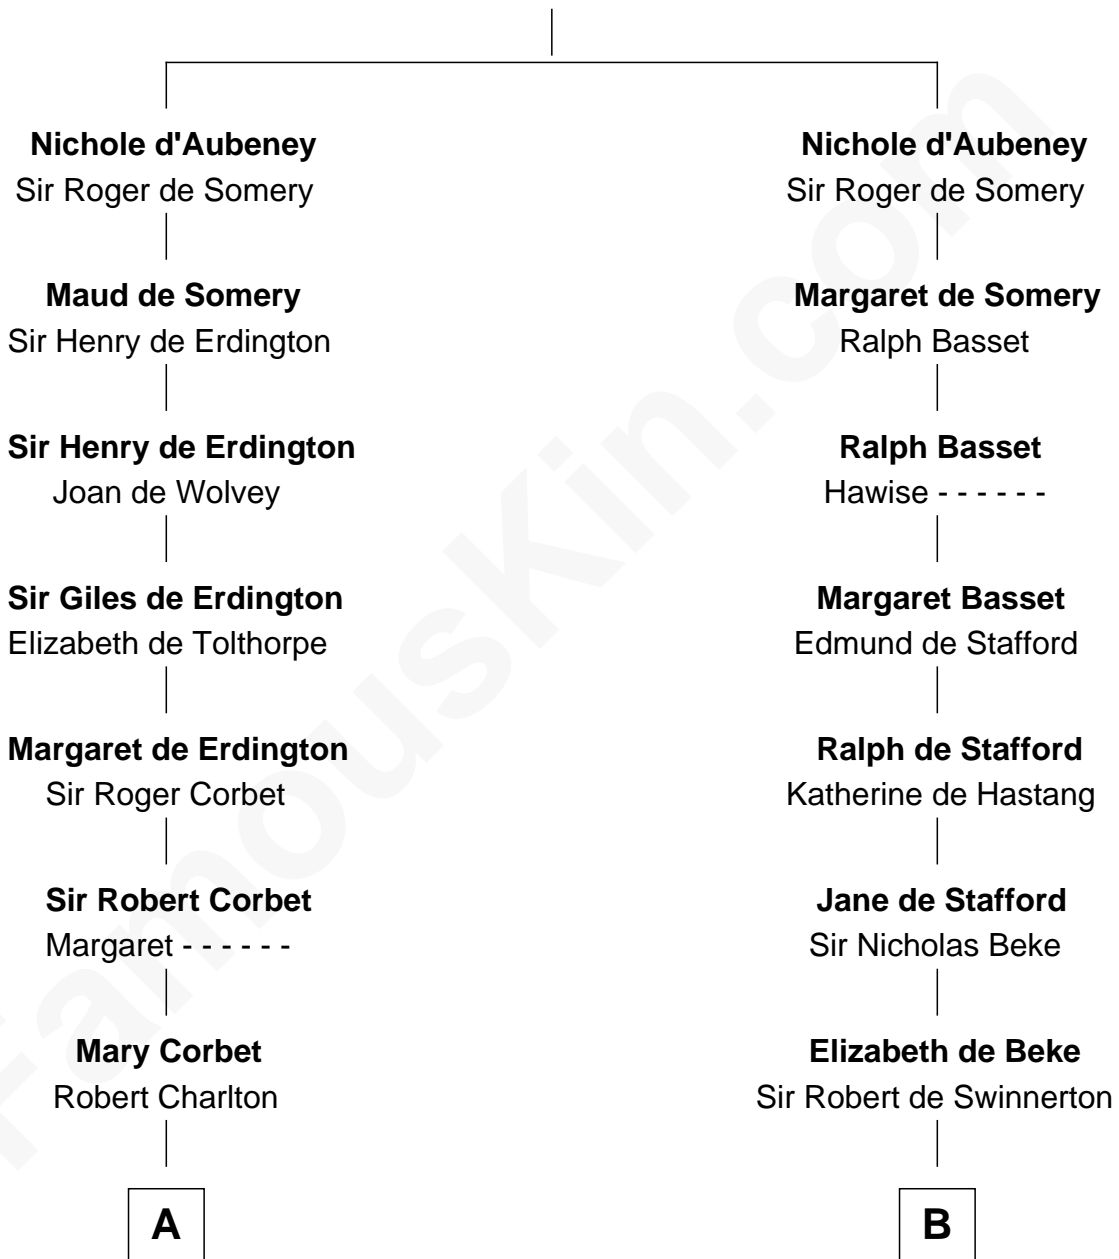 Nichole d'Aubeney
Sir Roger de Somery
Maud de Somery
Sir Henry de Erdington
Sir Henry de Erdington
Joan de Wolvey
Sir Giles de Erdington
Elizabeth de Tolthorpe
Margaret de Erdington
Sir Roger Corbet
Sir Robert Corbet
Margaret - - - - - -
Mary Corbet
Robert Charlton
A
Nichole d'Aubeney
Sir Roger de Somery
Margaret de Somery
Ralph Basset
Ralph Basset
Hawise - - - - - -
Margaret Basset
Edmund de Stafford
Ralph de Stafford
Katherine de Hastang
Jane de Stafford
Sir Nicholas Beke
Elizabeth de Beke
Sir Robert de Swinnerton
B
FamousKin.com